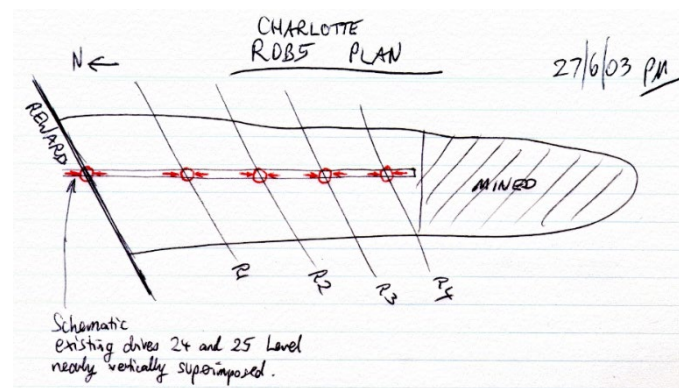 CHARLOTTE
ROB5 PLAN
N
27/6/03 PM
REWARD
MINED
R1
R2
R3
R4
Schematic
existing drives 24 and 25 Level
nearly vertically superimposed.